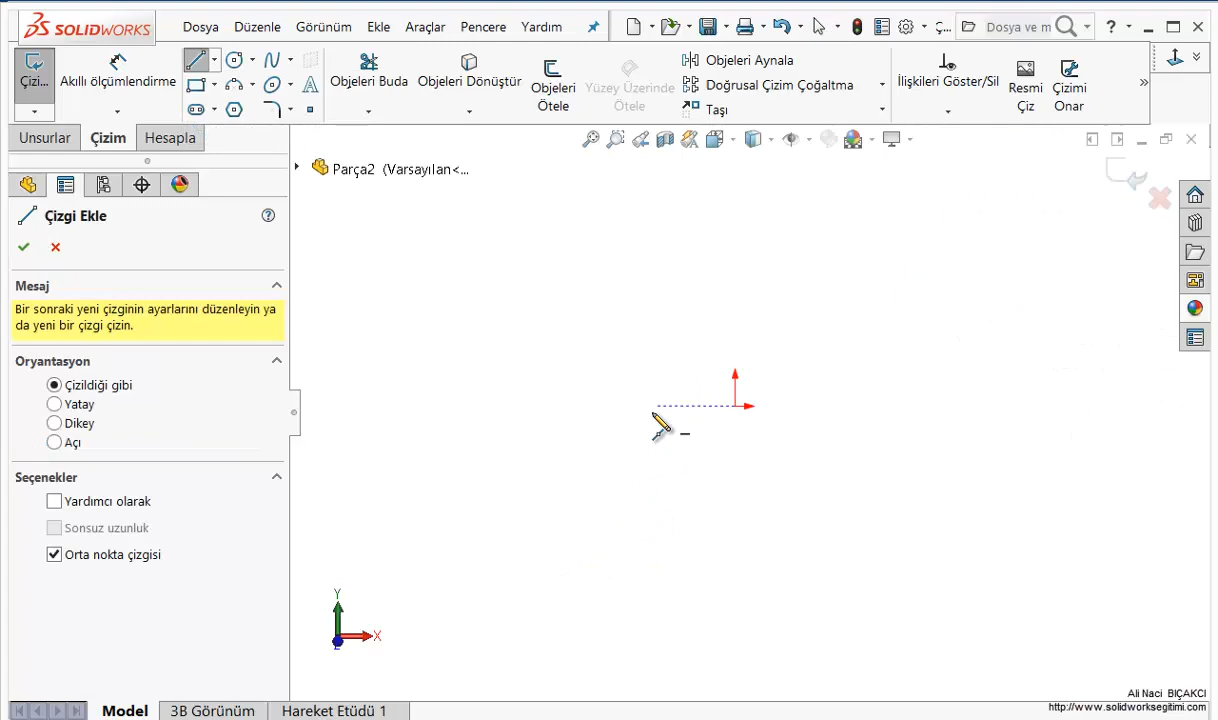 SOLIDWORKS
Dosya Düzenle Görünüm Ekle Araçlar Pencere Yardım
Ç...
Dosya ve m
?
Çizi...
Akıllı ölçümlendirme
Objeleri Buda
Objeleri Dönüştür
Objeleri
Ötele
Yüzey Üzerinde
Ötele
Objeleri Aynala
Doğrusal Çizim Çoğaltma
Taşı
İlişkileri Göster/Sil
Resmi
Çiz
Çizimi
Onar
Unsurlar Çizim Hesapla
Parça2 (Varsayılan<...
Çizgi Ekle
Mesaj
Bir sonraki yeni çizginin ayarlarını düzenleyin ya
da yeni bir çizgi çizin.
Oryantasyon
Çizildiği gibi
Yatay
Dikey
Açı
Seçenekler
Yardımcı olarak
Sonsuz uzunluk
Orta nokta çizgisi
Y
X
Z
Ali Naci BIÇAKCI
http://www.solidworksegitimi.com
Model 3B Görünüm Hareket Etüdü 1